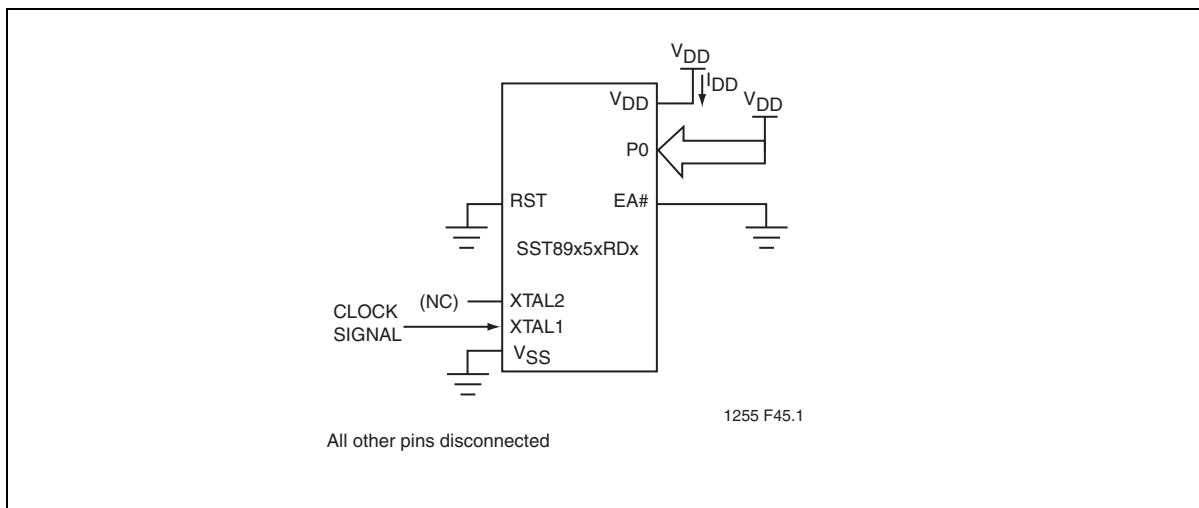 VDD
IDD
VDD
VDD
P0
RST
EA#
SST89x5xRDx
(NC)
XTAL2
CLOCK
SIGNAL
XTAL1
VSS
1255 F45.1
All other pins disconnected